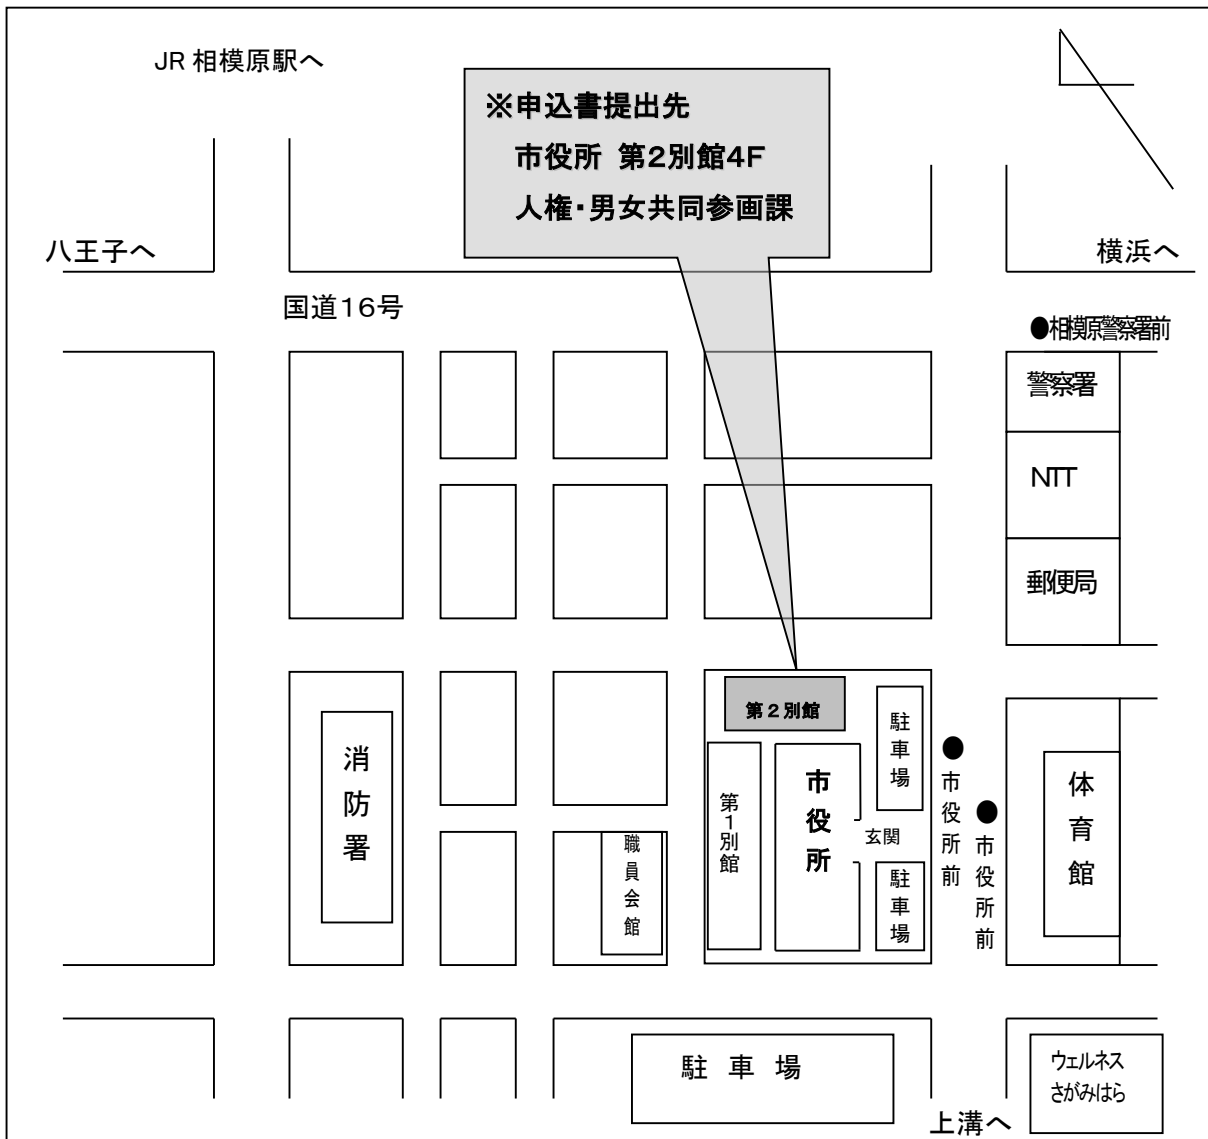 JR 相模原駅へ
※申込書提出先
市役所 第2別館4F
人権・男女共同参画課
八王子へ
横浜へ
国道16号
●相模原警察署前
警察署
NTT
郵便局
第2別館
駐車場
消防署
市役所
第1別館
玄関
職員会館
駐車場
●市役所前
●市役所前
体育館
駐車場
ウェルネス
さがみはら
上溝へ